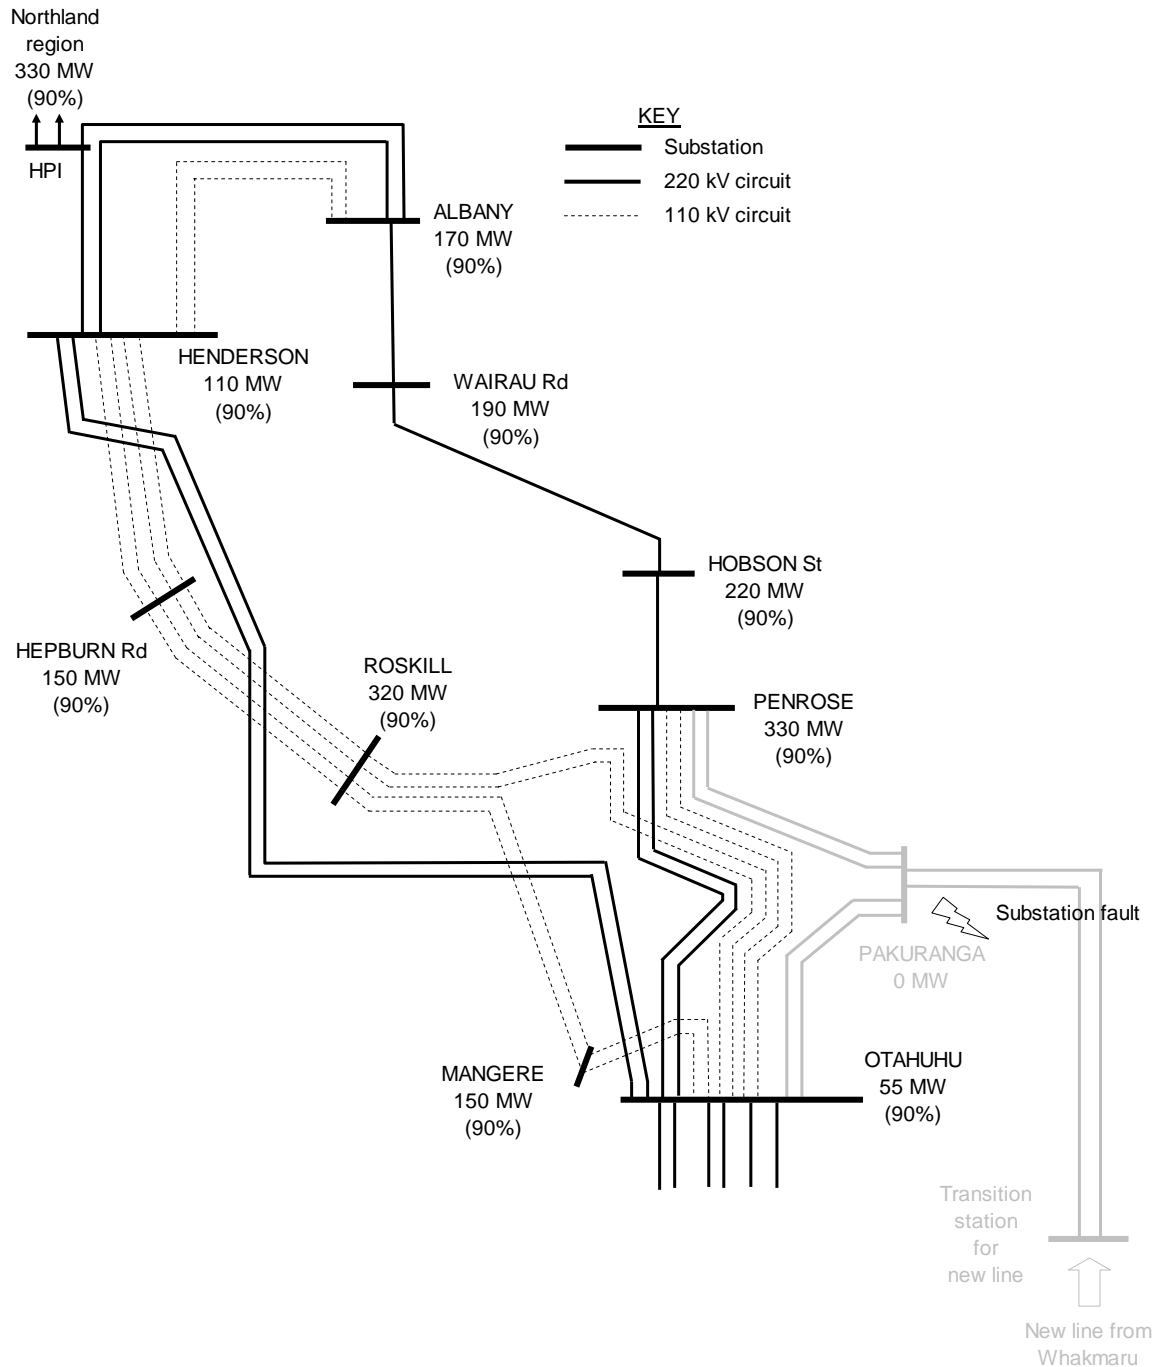 Northland
region
330 MW
(90%)
HPI
KEY
Substation
220 kV circuit
110 kV circuit
ALBANY
170 MW
(90%)
HENDERSON
110 MW
(90%)
WAIRAU Rd
190 MW
(90%)
HOBSON St
220 MW
(90%)
HEPBURN Rd
150 MW
(90%)
ROSKILL
320 MW
(90%)
PENROSE
330 MW
(90%)
Substation fault
PAKURANGA
0 MW
MANGERE
150 MW
(90%)
OTAHUHU
55 MW
(90%)
Transition
station
for
new line
New line from
Whakmaru